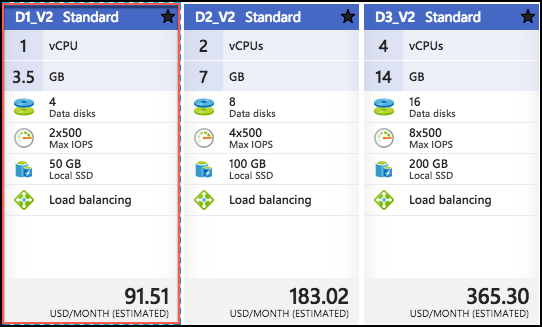 D1_V2 Standard
1 vCPU
3.5 GB
4
Data disks
2x500
Max IOPS
50 GB
Local SSD
Load balancing
91.51
USD/MONTH (ESTIMATED)
D2_V2 Standard
2 vCPUs
7 GB
8
Data disks
4x500
Max IOPS
100 GB
Local SSD
Load balancing
183.02
USD/MONTH (ESTIMATED)
D3_V2 Standard
4 vCPUs
14 GB
16
Data disks
8x500
Max IOPS
200 GB
Local SSD
Load balancing
365.30
USD/MONTH (ESTIMATED)